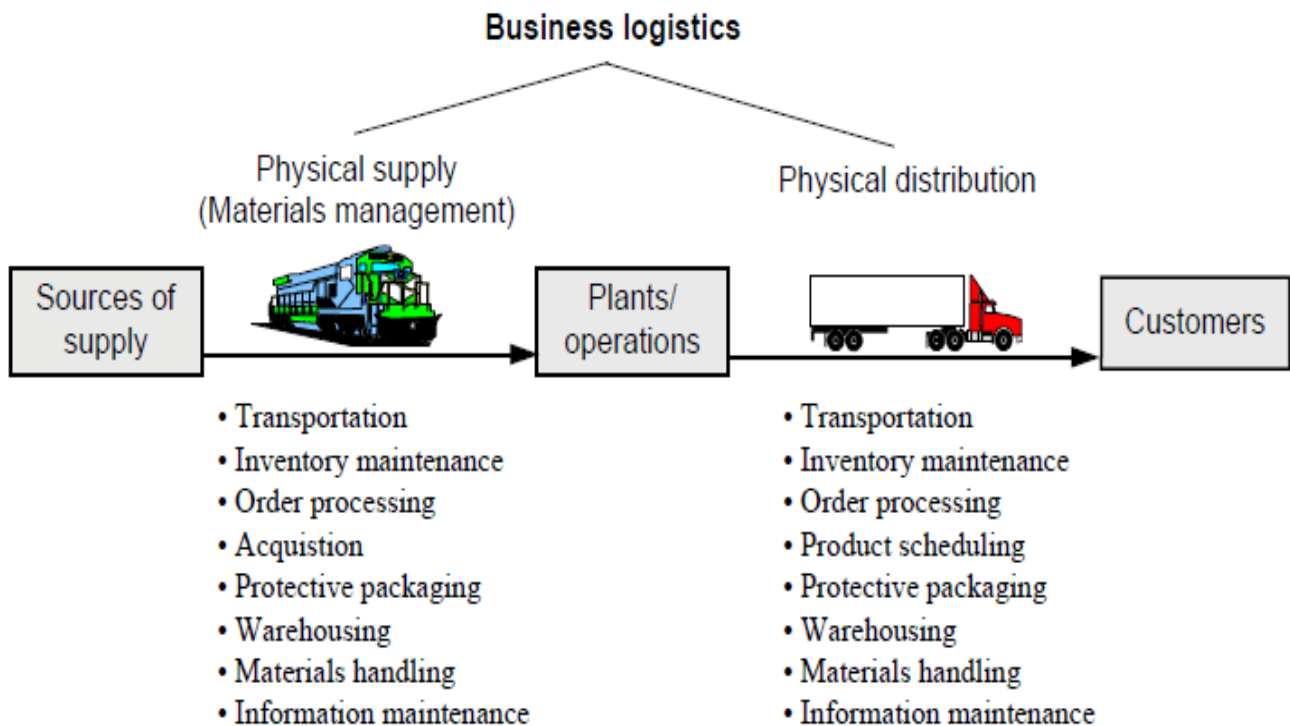 Business logistics
Physical supply
(Materials management)
Physical distribution
Sources of
supply
Plants/
operations
Customers
• Transportation
• Inventory maintenance
• Order processing
• Acquistion
• Protective packaging
• Warehousing
• Materials handling
• Information maintenance
• Transportation
• Inventory maintenance
• Order processing
• Product scheduling
• Protective packaging
• Warehousing
• Materials handling
• Information maintenance